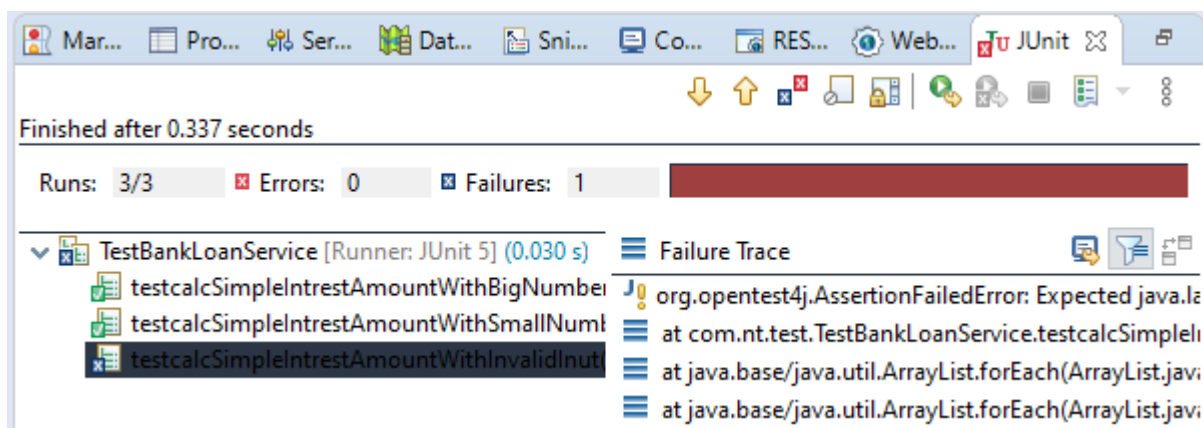 Mar... Pro... Ser... Dat... Sni... Co... RES... Web... JUnit
Finished after 0.337 seconds
Runs: 3/3 Errors: 0 Failures: 1
TestBankLoanService [Runner: JUnit 5] (0.030 s)
testcalcSimpleIntrestAmountWithBigNumber
testcalcSimpleIntrestAmountWithSmallNumb
testcalcSimpleIntrestAmountWithInvalidInut(
Failure Trace
org.opentest4j.AssertionFailedError: Expected java.la
at com.nt.test.TestBankLoanService.testcalcSimpleIn
at java.base/java.util.ArrayList.forEach(ArrayList.java
at java.base/java.util.ArrayList.forEach(ArrayList.java